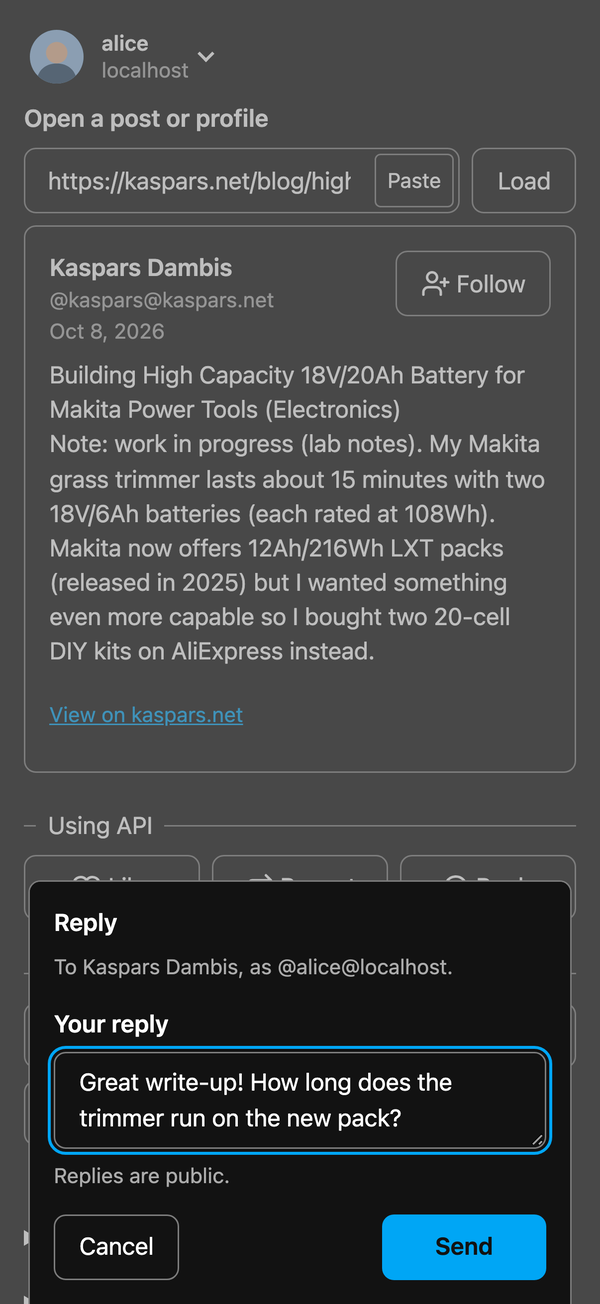 alice
localhost
Open a post or profile
https://kaspars.net/blog/high
Paste
Load
Kaspars Dambis
@kaspars@kaspars.net
Oct 8, 2026
Follow
Building High Capacity 18V/20Ah Battery for
Makita Power Tools (Electronics)
Note: work in progress (lab notes). My Makita
grass trimmer lasts about 15 minutes with two
18V/6Ah batteries (each rated at 108Wh).
Makita now offers 12Ah/216Wh LXT packs
(released in 2025) but I wanted something
even more capable so I bought two 20-cell
DIY kits on AliExpress instead.
View on kaspars.net
Using API
Reply
To Kaspars Dambis, as @alice@localhost.
Your reply
Great write-up! How long does the
trimmer run on the new pack?
Replies are public.
Cancel
Send